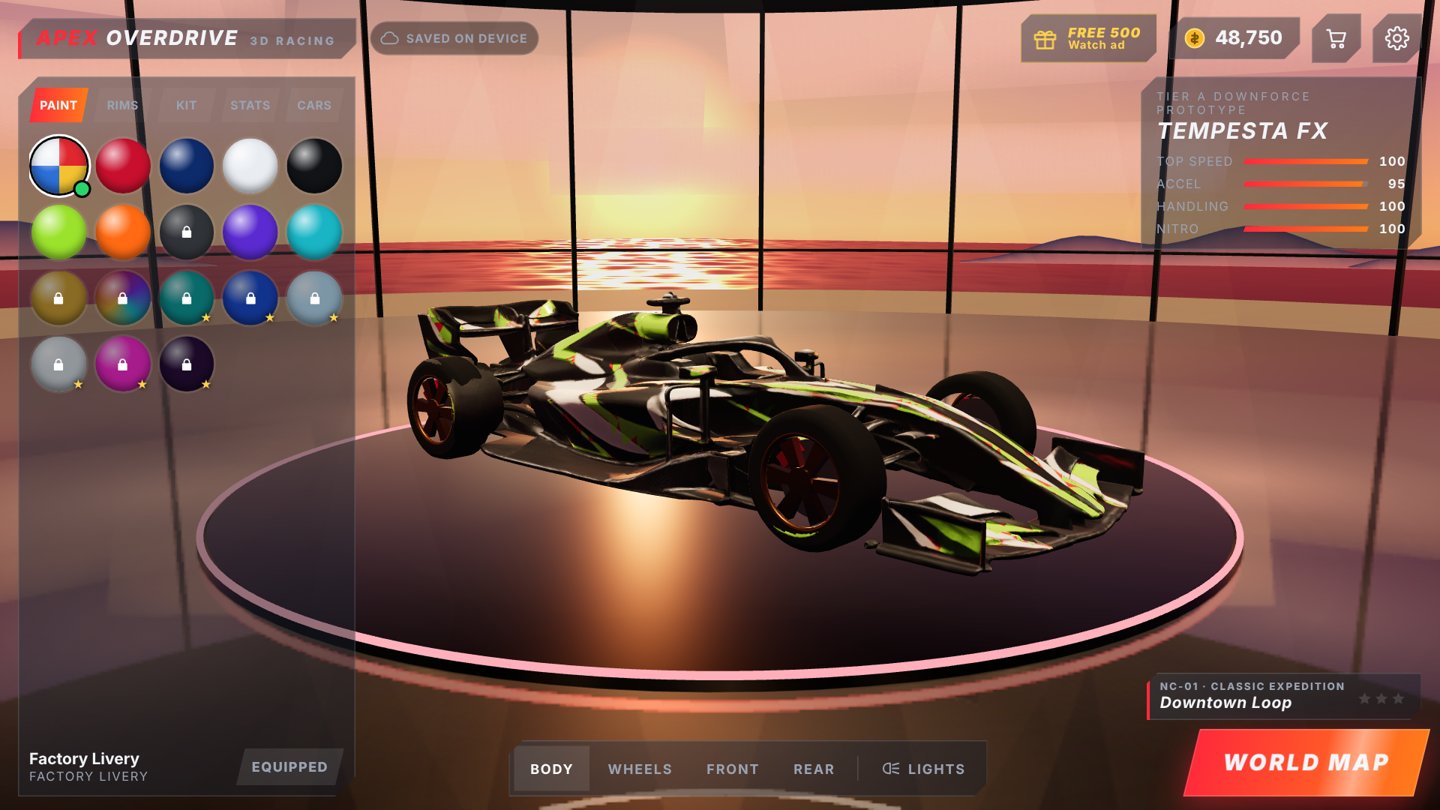 APEX OVERDRIVE 3D RACING
SAVED ON DEVICE
FREE 500
Watch ad
48,750
PAINT RIMS KIT STATS CARS
TIER A DOWNFORCE
PROTOTYPE
TEMPESTA FX
TOP SPEED 100
ACCEL 95
HANDLING 100
NITRO 100
NC-01 · CLASSIC EXPEDITION
Downtown Loop
Factory Livery
FACTORY LIVERY
EQUIPPED
BODY WHEELS FRONT REAR LIGHTS
WORLD MAP